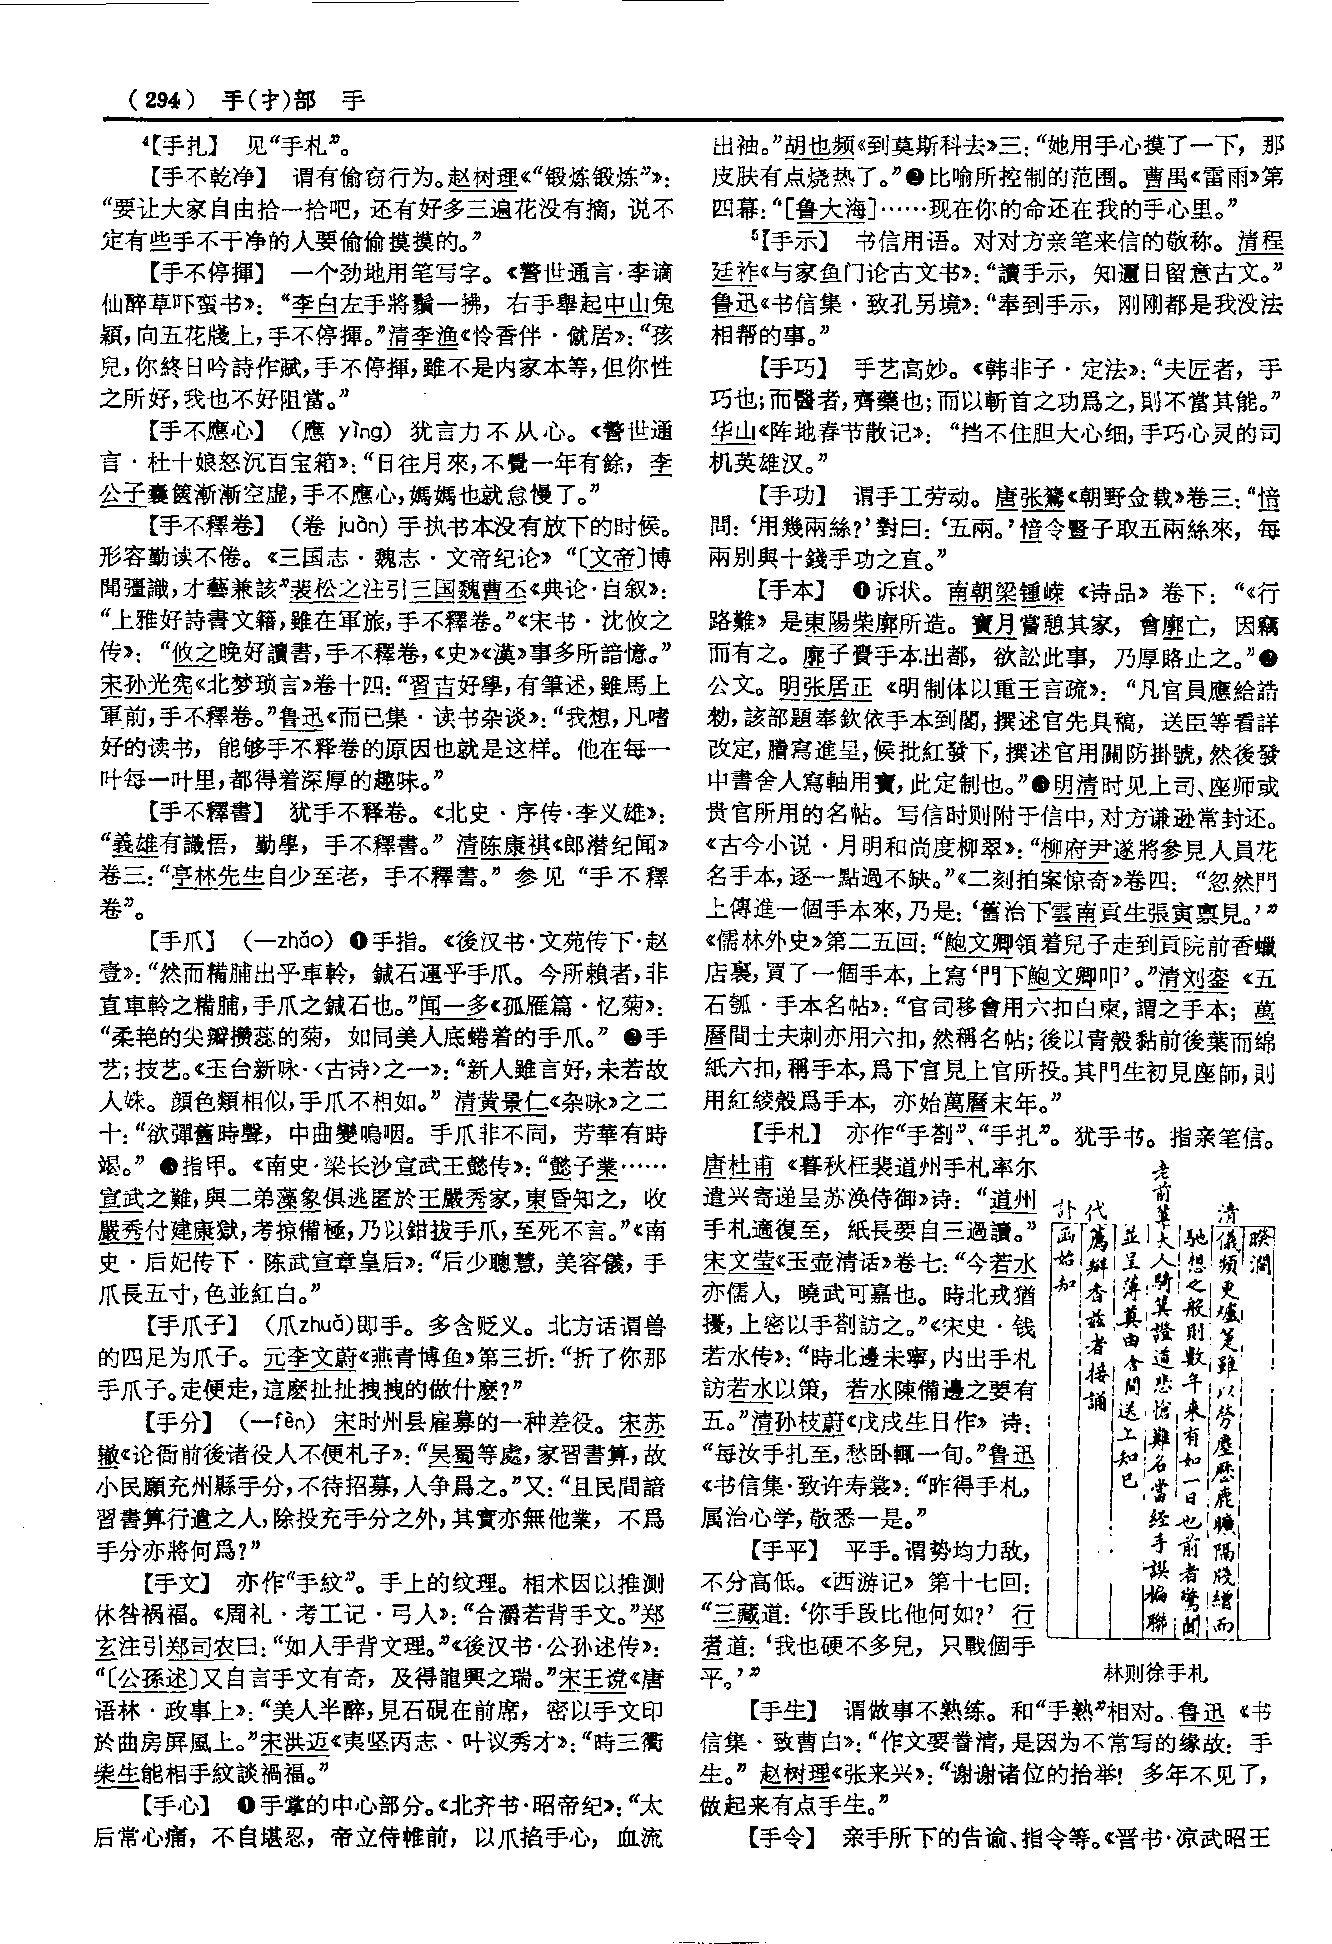 (294) 手(扌)部 手
⁴【手扎】 见“手札”。
【手不乾净】 谓有偷窃行为。赵树理《“锻炼锻炼”》：
“要让大家自由拾一拾吧，还有好多三遍花没有摘，说不
定有些手不干净的人要偷偷摸摸的。”
【手不停揮】 一个劲地用笔写字。《警世通言·李谪
仙醉草吓蛮书》：“李白左手將鬚一拂，右手舉起中山兔
穎，向五花牋上，手不停揮。”清李渔《怜香伴·僦居》：“孩
兒，你終日吟詩作賦，手不停揮，雖不是内家本等，但你性
之所好，我也不好阻當。”
【手不應心】 （應 yìng）犹言力不从心。《警世通
言·杜十娘怒沉百宝箱》：“日往月來，不覺一年有餘，李
公子囊篋漸漸空虚，手不應心，媽媽也就怠慢了。”
【手不釋卷】 （卷 juàn）手执书本没有放下的时候。
形容勤读不倦。《三国志·魏志·文帝纪论》“〔文帝〕博
聞彊識，才藝兼該”裴松之注引三国魏曹丕《典论·自叙》：
“上雅好詩書文籍，雖在軍旅，手不釋卷。”《宋书·沈攸之
传》：“攸之晚好讀書，手不釋卷，《史》《漢》事多所諳憶。”
宋孙光宪《北梦琐言》卷十四：“習吉好學，有筆述，雖馬上
軍前，手不釋卷。”鲁迅《而已集·读书杂谈》：“我想，凡嗜
好的读书，能够手不释卷的原因也就是这样。他在每一
叶每一叶里，都得着深厚的趣味。”
【手不釋書】 犹手不释卷。《北史·序传·李义雄》：
“義雄有識悟，勤學，手不釋書。”清陈康祺《郎潜纪闻》
卷三：“亭林先生自少至老，手不釋書。”参见“手不釋
卷”。
【手爪】 （—zhǎo）❶手指。《後汉书·文苑传下·赵
壹》：“然而糒脯出乎車軨，鍼石運乎手爪。今所賴者，非
直車軨之糒脯，手爪之鍼石也。”闻一多《孤雁篇·忆菊》：
“柔艳的尖瓣攒蕊的菊，如同美人底蜷着的手爪。”❷手
艺；技艺。《玉台新咏·〈古诗〉之一》：“新人雖言好，未若故
人姝。顔色類相似，手爪不相如。”清黄景仁《杂咏》之二
十：“欲彈舊時聲，中曲變嗚咽。手爪非不同，芳華有時
竭。”❸指甲。《南史·梁长沙宣武王懿传》：“懿子業……
宣武之難，與二弟藻象俱逃匿於王嚴秀家，東昏知之，收
嚴秀付建康獄，考掠備極，乃以鉗拔手爪，至死不言。”《南
史·后妃传下·陈武宣章皇后》：“后少聰慧，美容儀，手
爪長五寸，色並紅白。”
【手爪子】 （爪zhuǎ）即手。多含贬义。北方话谓兽
的四足为爪子。元李文蔚《燕青博鱼》第三折：“折了你那
手爪子。走便走，這麽扯扯拽拽的做什麽？”
【手分】 （—fèn）宋时州县雇募的一种差役。宋苏
辙《论衙前後诸役人不便札子》：“吴蜀等處，家習書算，故
小民願充州縣手分，不待招募，人争爲之。”又：“且民間諳
習書算行遣之人，除投充手分之外，其實亦無他業，不爲
手分亦將何爲？”
【手文】 亦作“手紋”。手上的纹理。相术因以推测
休咎祸福。《周礼·考工记·弓人》：“合灂若背手文。”郑
玄注引郑司农曰：“如人手背文理。”《後汉书·公孙述传》：
“〔公孫述〕又自言手文有奇，及得龍興之瑞。”宋王谠《唐
语林·政事上》：“美人半醉，見石硯在前席，密以手文印
於曲房屏風上。”宋洪迈《夷坚丙志·叶议秀才》：“時三衢
柴生能相手紋談禍福。”
【手心】 ❶手掌的中心部分。《北齐书·昭帝纪》：“太
后常心痛，不自堪忍，帝立侍帷前，以爪掐手心，血流
出袖。”胡也频《到莫斯科去》三：“她用手心摸了一下，那
皮肤有点烧热了。”❷比喻所控制的范围。曹禺《雷雨》第
四幕：“〔鲁大海〕……现在你的命还在我的手心里。”
⁵【手示】 书信用语。对对方亲笔来信的敬称。清程
廷祚《与家鱼门论古文书》：“讀手示，知邇日留意古文。”
鲁迅《书信集·致孔另境》：“奉到手示，刚刚都是我没法
相帮的事。”
【手巧】 手艺高妙。《韩非子·定法》：“夫匠者，手
巧也；而醫者，齊藥也；而以斬首之功爲之，則不當其能。”
华山《阵地春节散记》：“挡不住胆大心细，手巧心灵的司
机英雄汉。”
【手功】 谓手工劳动。唐张鷟《朝野佥载》卷三：“愔
問：‘用幾兩絲？’對曰：‘五兩。’愔令豎子取五兩絲來，每
兩别與十錢手功之直。”
【手本】 ❶诉状。南朝梁锺嵘《诗品》卷下：“《行
路難》是東陽柴廓所造。寶月嘗憩其家，會廓亡，因竊
而有之。廓子賫手本出都，欲訟此事，乃厚賂止之。”❷
公文。明张居正《明制体以重王言疏》：“凡官員應給誥
勑，該部題奉欽依手本到閣，撰述官先具稿，送臣等看詳
改定，謄寫進呈，候批紅發下，撰述官用關防掛號，然後發
中書舍人寫軸用寶，此定制也。”❸明清时见上司、座师或
贵官所用的名帖。写信时则附于信中，对方谦逊常封还。
《古今小说·月明和尚度柳翠》：“柳府尹遂將參見人員花
名手本，逐一點過不缺。”《二刻拍案惊奇》卷四：“忽然門
上傳進一個手本來，乃是：‘舊治下雲南貢生張寅禀見。’”
《儒林外史》第二五回：“鮑文卿領着兒子走到貢院前香蠟
店裏，買了一個手本，上寫‘門下鮑文卿叩’。”清刘銮《五
石瓠·手本名帖》：“官司移會用六扣白柬，謂之手本；萬
曆間士夫刺亦用六扣，然稱名帖；後以青殼黏前後葉而綿
紙六扣，稱手本，爲下官見上官所投。其門生初見座師，則
用紅綾殼爲手本，亦始萬曆末年。”
【手札】 亦作“手劄”、“手扎”。犹手书。指亲笔信。
唐杜甫《暮秋枉裴道州手札率尔
遣兴寄递呈苏涣侍御》诗：“道州
手札適復至，紙長要自三過讀。”
宋文莹《玉壶清话》卷七：“今若水
亦儒人，曉武可嘉也。時北戎猶
擾，上密以手劄訪之。”《宋史·钱
若水传》：“時北邊未寧，内出手札
訪若水以策，若水陳備邊之要有
五。”清孙枝蔚《戊戌生日作》诗：
“每汝手扎至，愁卧輒一旬。”鲁迅
《书信集·致许寿裳》：“昨得手札，
属治心学，敬悉一是。”
睽濶
清儀頻更爐筅雖以勞塵歷鹿曠隔牋繒而
馳想之般則數年來有如一日也前者驚聞
老前輩大人騎箕證道悲愴難名當经手誤楄聯
並呈薄奠由舍間送上知已
代薦辦香兹者接誦
訃函始知
林则徐手札
【手平】 平手。谓势均力敌，
不分高低。《西游记》第十七回：
“三藏道：‘你手段比他何如？’行
者道：‘我也硬不多兒，只戰個手
平。’”
【手生】 谓做事不熟练。和“手熟”相对。鲁迅《书
信集·致曹白》：“作文要誊清，是因为不常写的缘故：手
生。”赵树理《张来兴》：“谢谢诸位的抬举！多年不见了，
做起来有点手生。”
【手令】 亲手所下的告谕、指令等。《晋书·凉武昭王